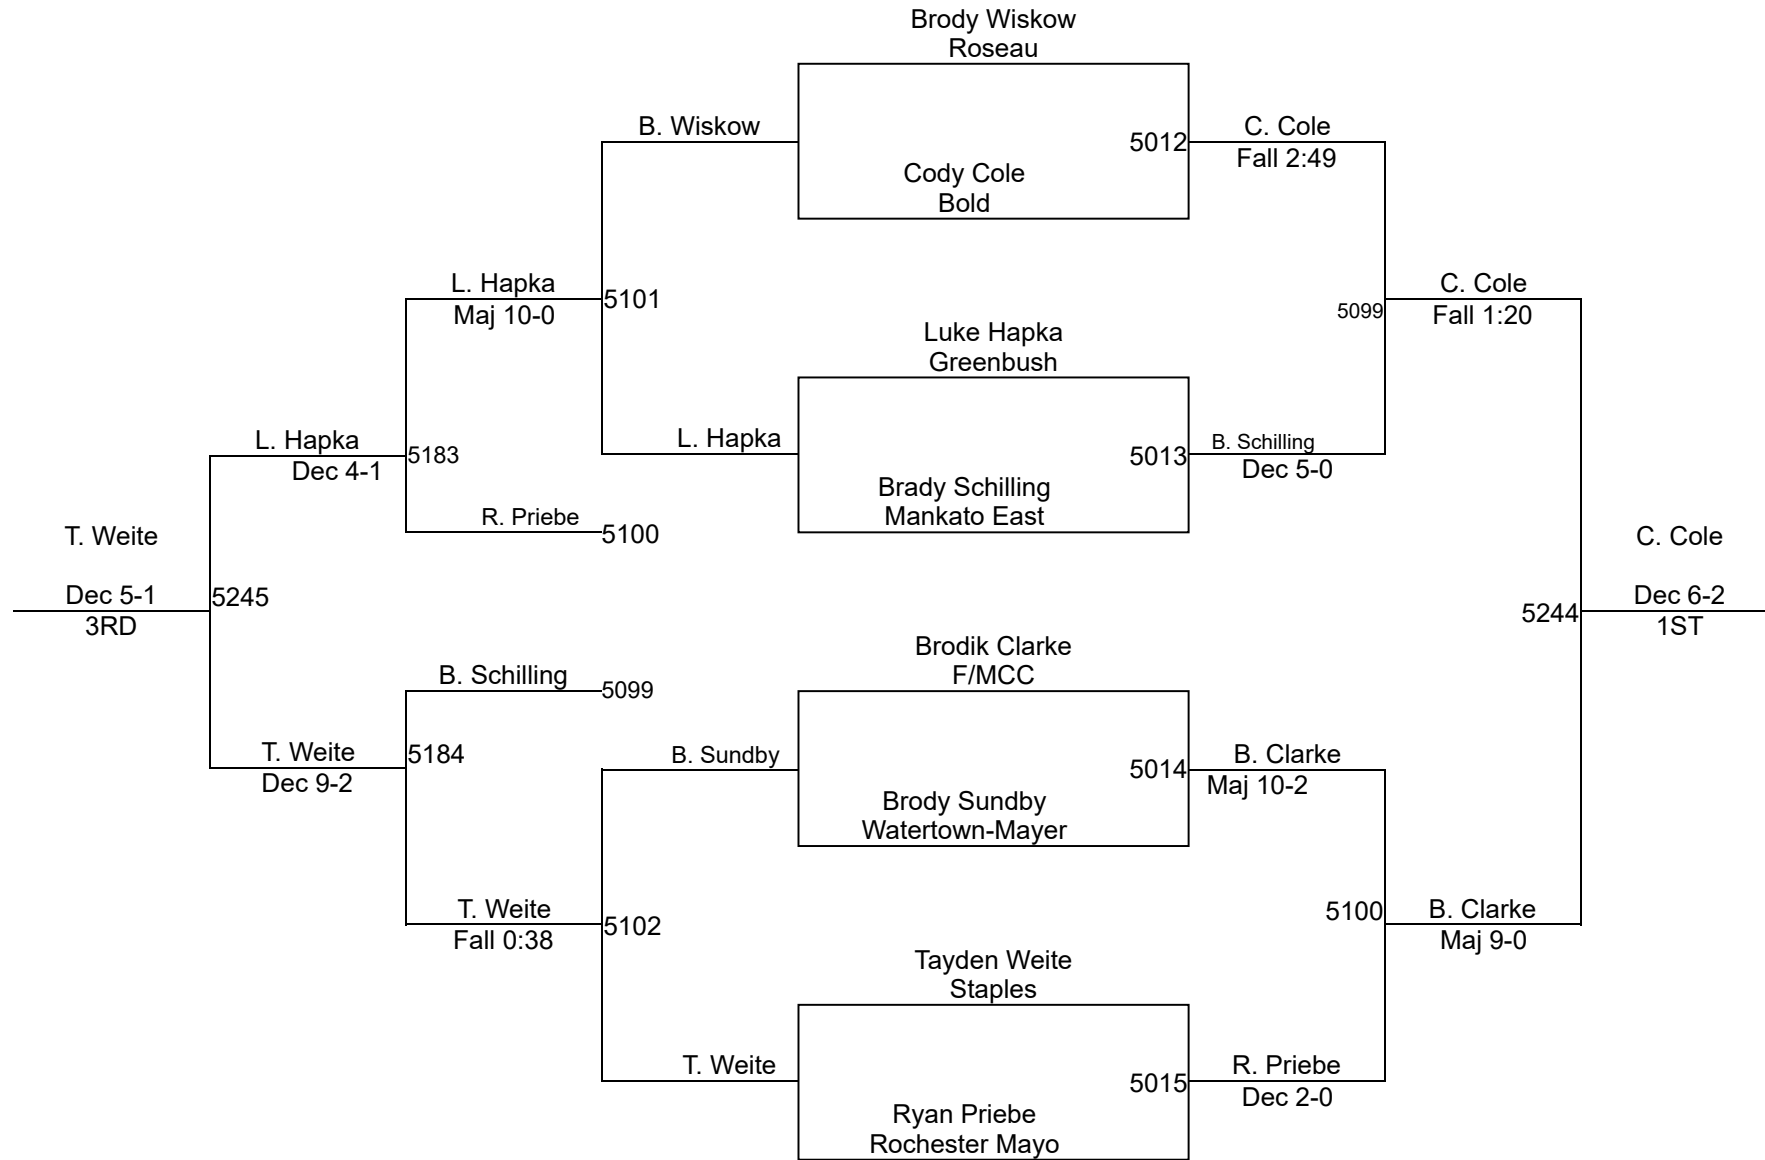 Brody Wiskow
Roseau
B. Wiskow
5012
C. Cole
Fall 2:49
Cody Cole
Bold
L. Hapka
Maj 10-0
5101
5099
C. Cole
Fall 1:20
Luke Hapka
Greenbush
L. Hapka
Dec 4-1
5183
L. Hapka
5013
B. Schilling
Dec 5-0
Brady Schilling
Mankato East
R. Priebe
5100
T. Weite
Dec 5-1
3RD
5245
C. Cole
5244
Dec 6-2
1ST
Brodik Clarke
F/MCC
B. Schilling
5099
T. Weite
Dec 9-2
5184
B. Sundby
5014
B. Clarke
Maj 10-2
Brody Sundby
Watertown-Mayer
T. Weite
Fall 0:38
5102
5100
B. Clarke
Maj 9-0
Tayden Weite
Staples
T. Weite
5015
R. Priebe
Dec 2-0
Ryan Priebe
Rochester Mayo